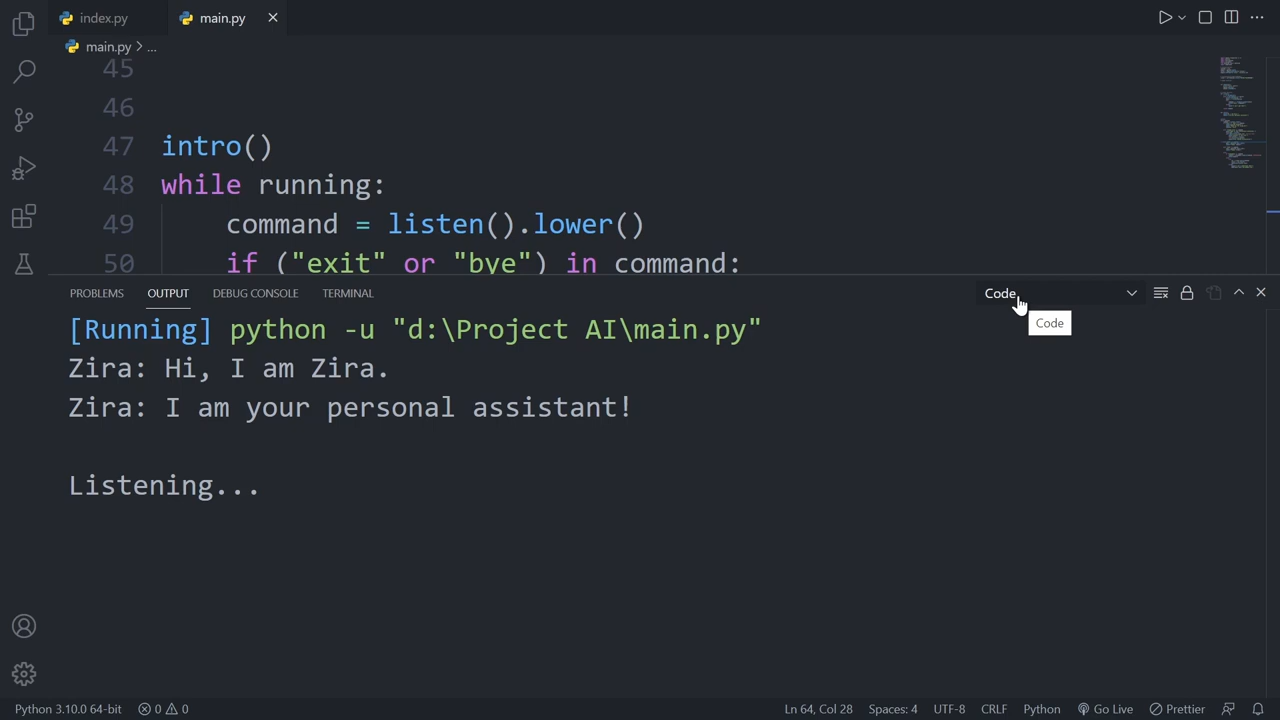 index.py
main.py
main.py > ...
45
46
47 intro()
48 while running:
49 command = listen().lower()
50 if ("exit" or "bye") in command:
PROBLEMS OUTPUT DEBUG CONSOLE TERMINAL
Code
Code
[Running] python -u "d:\Project AI\main.py"
Zira: Hi, I am Zira.
Zira: I am your personal assistant!
Listening...
Python 3.10.0 64-bit 0 0 Ln 64, Col 28 Spaces: 4 UTF-8 CRLF Python Go Live Prettier